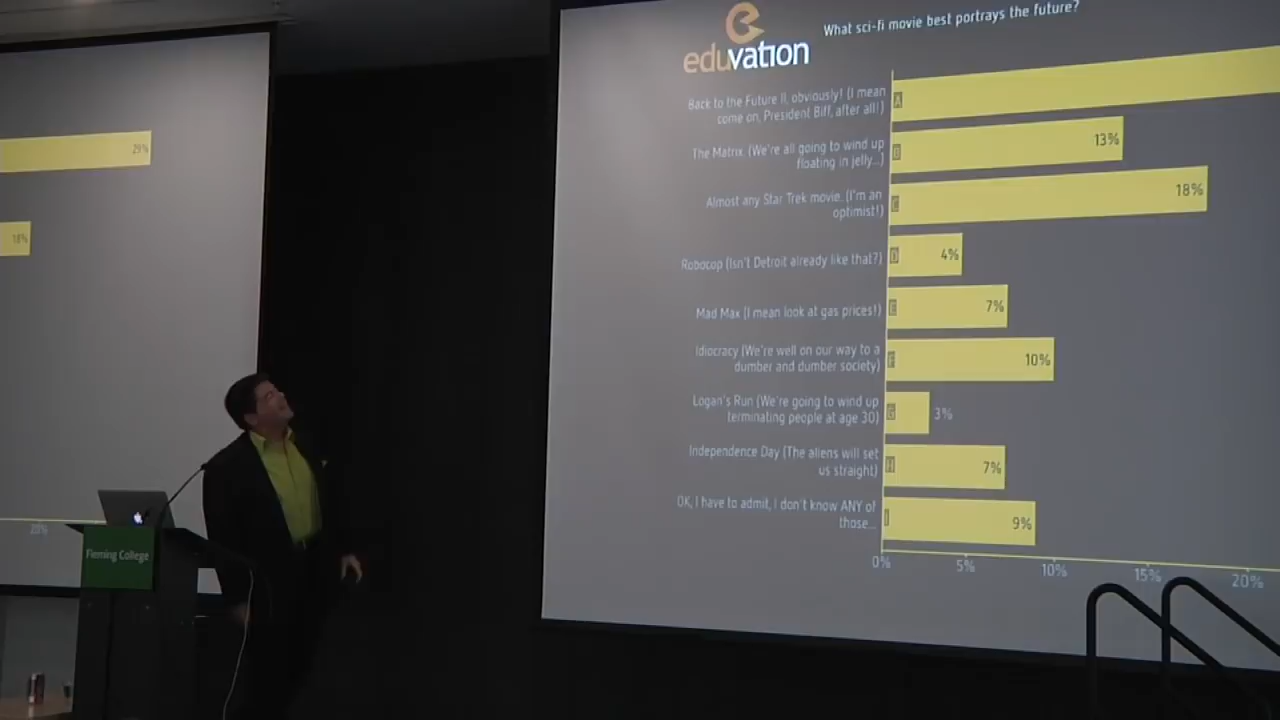 eduvation
What sci-fi movie best portrays the future?
29%
18%
20%
Back to the Future II, obviously! (I mean
come on, President Biff, after all!)
A
The Matrix. (We're all going to wind up
floating in jelly...)
B
13%
Almost any Star Trek movie. (I'm an
optimist!)
C
18%
Robocop (Isn't Detroit already like that?)
D
4%
Mad Max (I mean look at gas prices!)
E
7%
Idiocracy (We're well on our way to a
dumber and dumber society)
F
10%
Logan's Run (We're going to wind up
terminating people at age 30)
G
3%
Independence Day (The aliens will set
us straight)
H
7%
OK, I have to admit, I don't know ANY of
those...
I
9%
0% 5% 10% 15% 20%
Fleming College